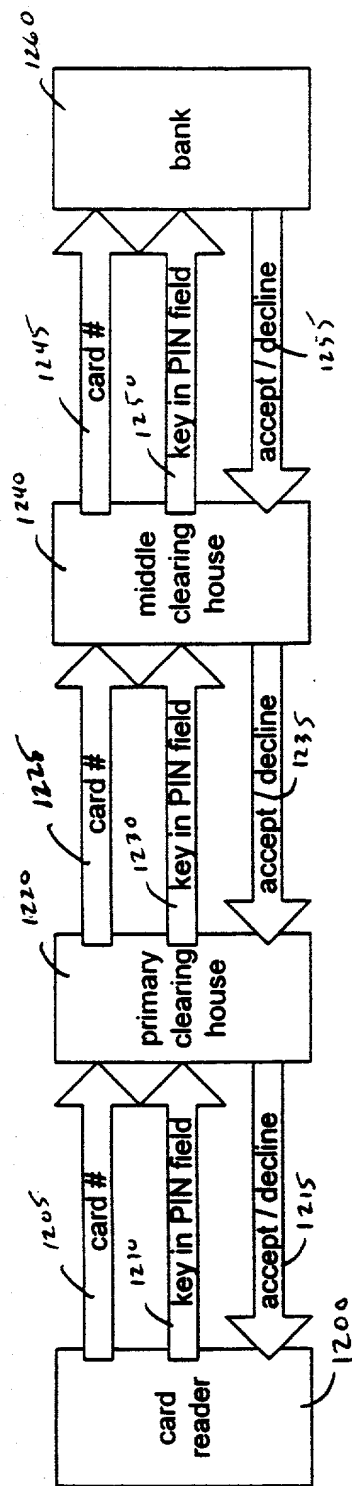 1200
card
reader
1205
card #
1210
key in PIN field
accept / decline
1215
1220
primary
clearing
house
1225
card #
1230
key in PIN field
accept / decline
1235
1240
middle
clearing
house
1245
card #
1250
key in PIN field
accept / decline
1255
1260
bank